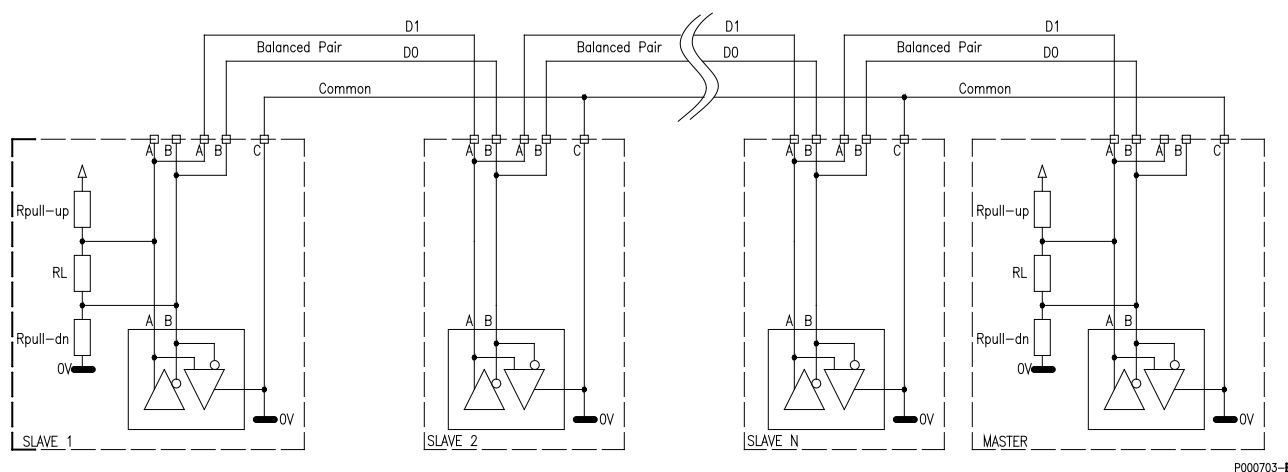 D1 D1 D1
Balanced Pair Balanced Pair Balanced Pair
D0 D0 D0
Common Common
A B A B C A B A B C A B A B C A B A B C
Rpull-up Rpull-up
RL RL
A B A B A B A B
Rpull-dn Rpull-dn
0V 0V
0V 0V 0V 0V
SLAVE 1 SLAVE 2 SLAVE N MASTER